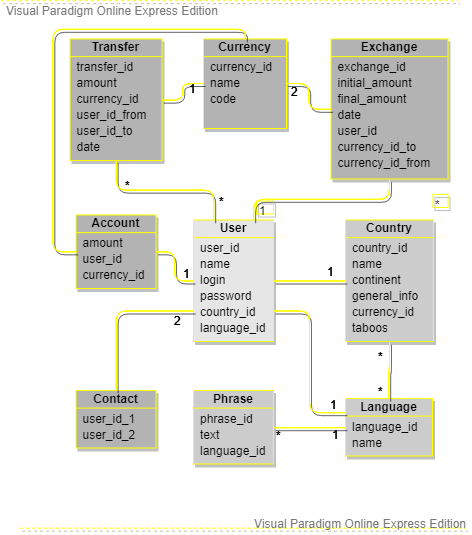 Visual Paradigm Online Express Edition
Transfer
transfer_id
amount
currency_id
user_id_from
user_id_to
date
Currency
currency_id
name
code
Exchange
exchange_id
initial_amount
final_amount
date
user_id
currency_id_to
currency_id_from
1
2
*
*
1
*
Account
amount
user_id
currency_id
User
user_id
name
login
password
country_id
language_id
Country
country_id
name
continent
general_info
currency_id
taboos
1
1
2
*
*
Contact
user_id_1
user_id_2
Phrase
phrase_id
text
language_id
Language
language_id
name
1
*
1
Visual Paradigm Online Express Edition